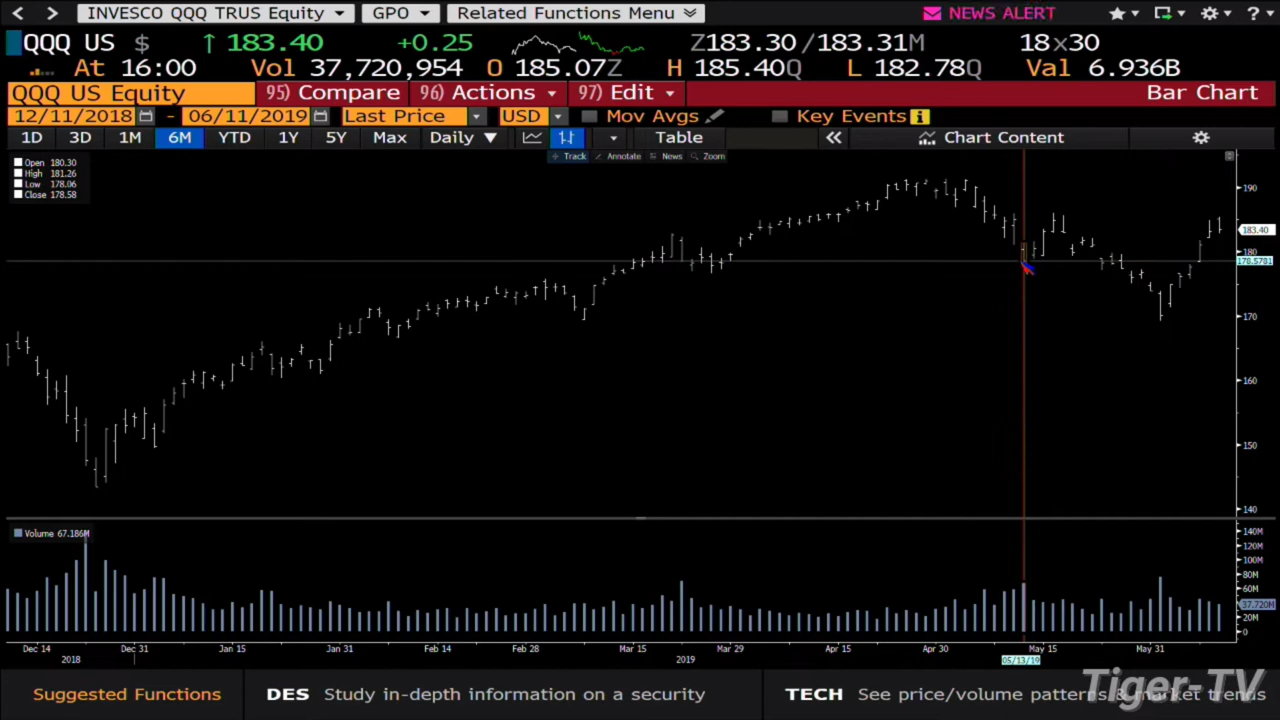 INVESCO QQQ TRUS Equity GPO Related Functions Menu NEWS ALERT ?
QQQ US $ ↑ 183.40 +0.25 Z183.30 /183.31M 18x30
At 16:00 Vol 37,720,954 O 185.07Z H 185.40Q L 182.78Q Val 6.936B
QQQ US Equity 95) Compare 96) Actions 97) Edit Bar Chart
12/11/2018 - 06/11/2019 Last Price USD Mov Avgs Key Events i
1D 3D 1M 6M YTD 1Y 5Y Max Daily ▼ Table « Chart Content
Track Annotate News Zoom
Open 180.30
High 181.26
Low 178.06
Close 178.58
190
183.40
180
178.5781
170
160
150
140
Volume 67.186M
140M
120M
100M
80M
60M
37.720M
20M
0
Dec 14 Dec 31 Jan 15 Jan 31 Feb 14 Feb 28 Mar 15 Mar 29 Apr 15 Apr 30 May 15 May 31
2018 2019 05/13/19
Suggested Functions DES Study in-depth information on a security TECH See price/volume patterns & market trends
Tiger-TV